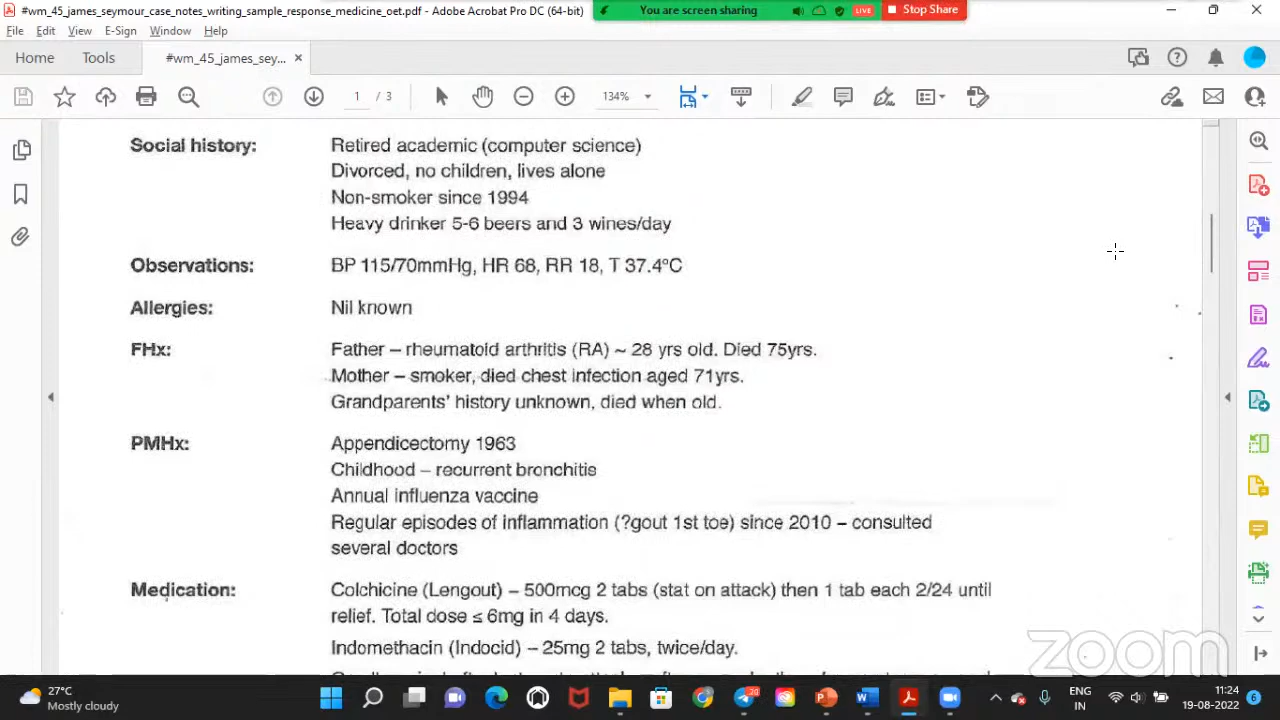 #wm_45_james_seymour_case_notes_writing_sample_response_medicine_oet.pdf - Adobe Acrobat Pro DC (64-bit)
You are screen sharing
LIVE
Stop Share
File Edit View E-Sign Window Help
Home Tools #wm_45_james_sey... ×
1 / 3 134%
Social history: Retired academic (computer science)
Divorced, no children, lives alone
Non-smoker since 1994
Heavy drinker 5-6 beers and 3 wines/day
Observations: BP 115/70mmHg, HR 68, RR 18, T 37.4ºC
Allergies: Nil known
FHx: Father – rheumatoid arthritis (RA) ~ 28 yrs old. Died 75yrs.
Mother – smoker, died chest infection aged 71yrs.
Grandparents' history unknown, died when old.
PMHx: Appendicectomy 1963
Childhood – recurrent bronchitis
Annual influenza vaccine
Regular episodes of inflammation (?gout 1st toe) since 2010 – consulted
several doctors
Medication: Colchicine (Lengout) – 500mcg 2 tabs (stat on attack) then 1 tab each 2/24 until
relief. Total dose ≤ 6mg in 4 days.
Indomethacin (Indocid) – 25mg 2 tabs, twice/day.
zoom
27°C
Mostly cloudy
20
ENG
IN
11:24
19-08-2022
6